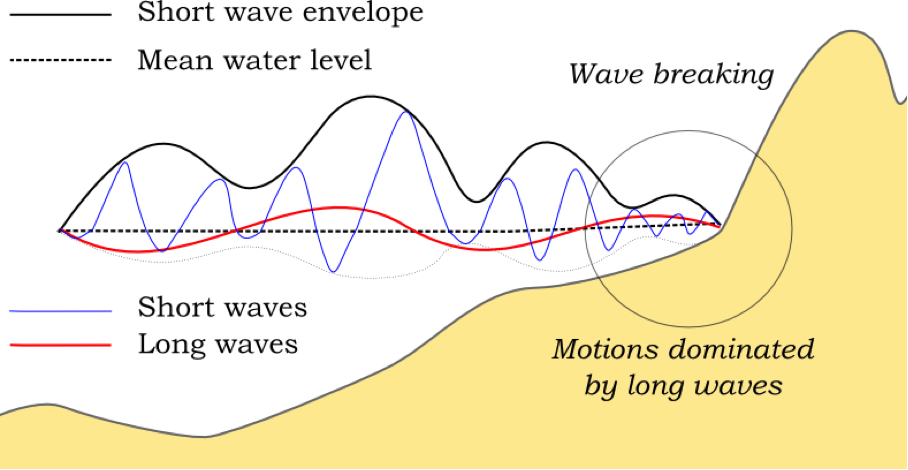 Short wave envelope
Mean water level
Wave breaking
Short waves
Long waves
Motions dominated
by long waves